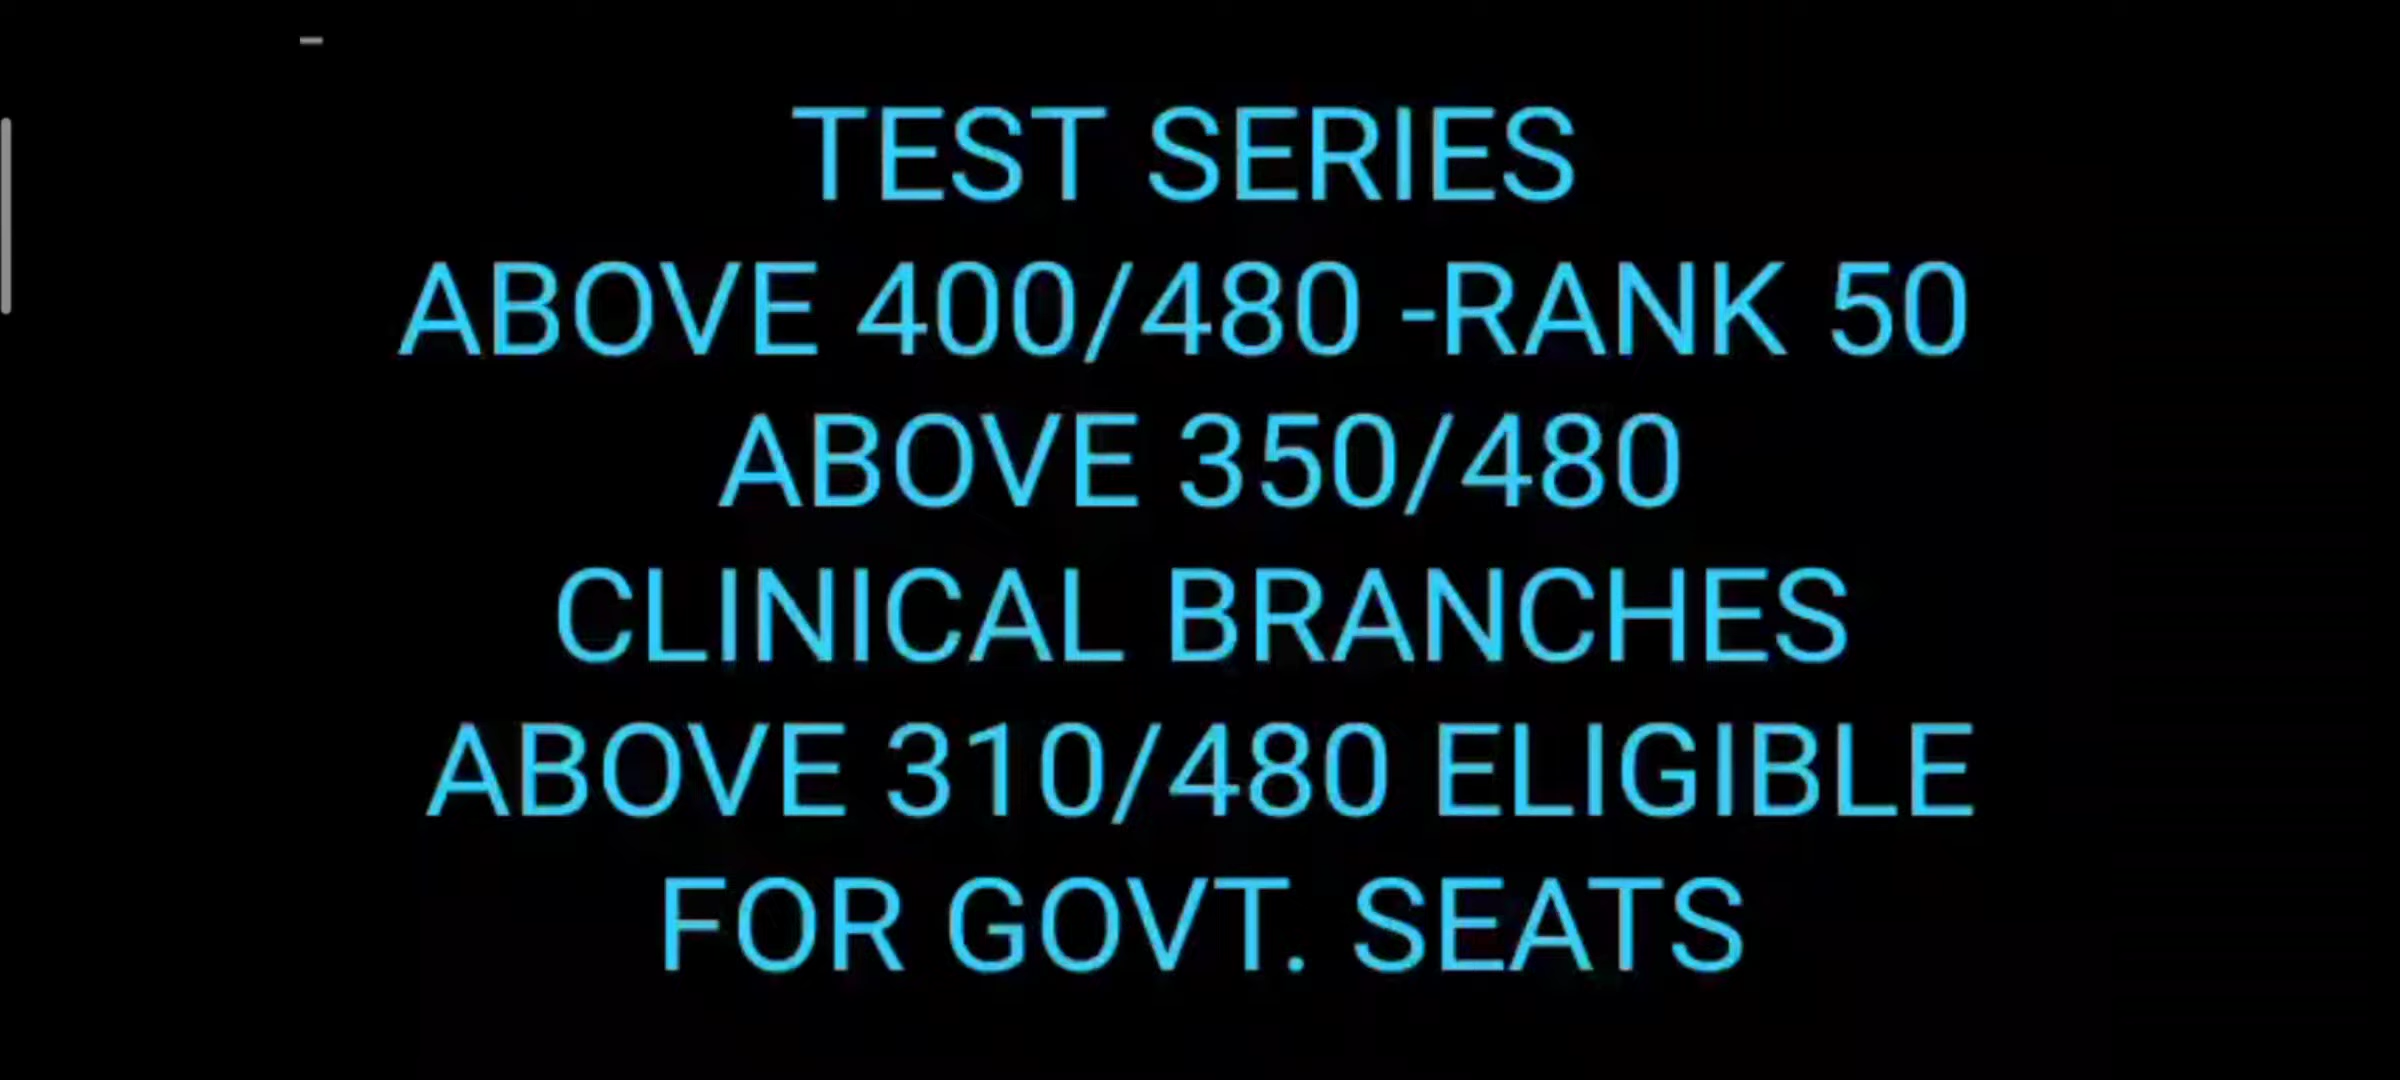 TEST SERIES
ABOVE 400/480 -RANK 50
ABOVE 350/480
CLINICAL BRANCHES
ABOVE 310/480 ELIGIBLE
FOR GOVT. SEATS